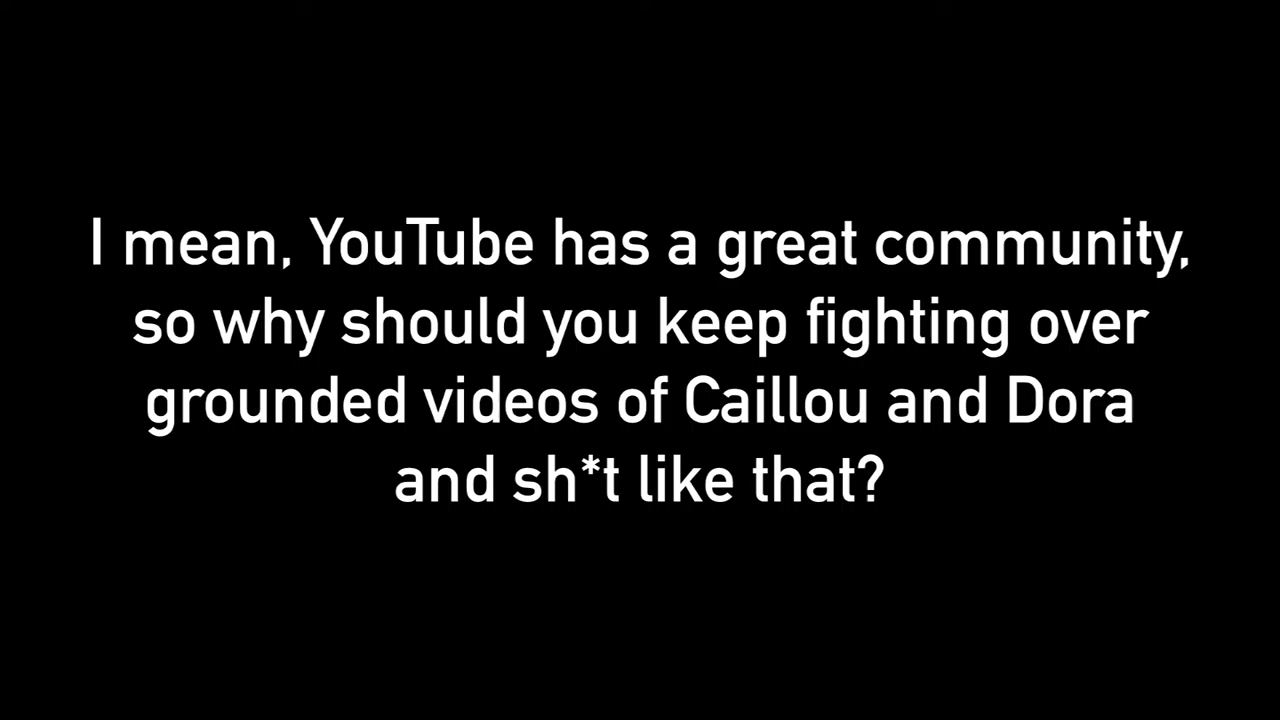 I mean, YouTube has a great community,
so why should you keep fighting over
grounded videos of Caillou and Dora
and sh*t like that?